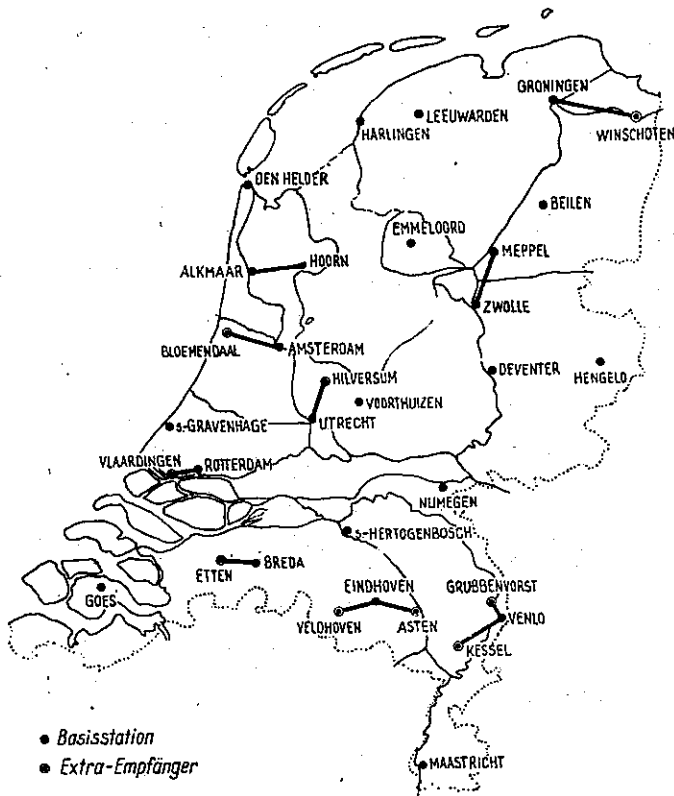 GRONINGEN
LEEUWARDEN
HARLINGEN
WINSCHOTEN
DEN HELDER
BEILEN
EMMELOORD
MEPPEL
HOORN
ALKMAAR
ZWOLLE
BLOEMENDAAL
AMSTERDAM
DEVENTER
HENGELO
HILVERSUM
VOORTHUIZEN
UTRECHT
s-GRAVENHAGE
VLAARDINGEN
ROTTERDAM
NIJMEGEN
s-HERTOGENBOSCH
ETTEN
BREDA
GOES
EINDHOVEN
GRUBBENVORST
VELDHOVEN
ASTEN
VENLO
KESSEL
Basisstation
Extra-Empfänger
MAASTRICHT